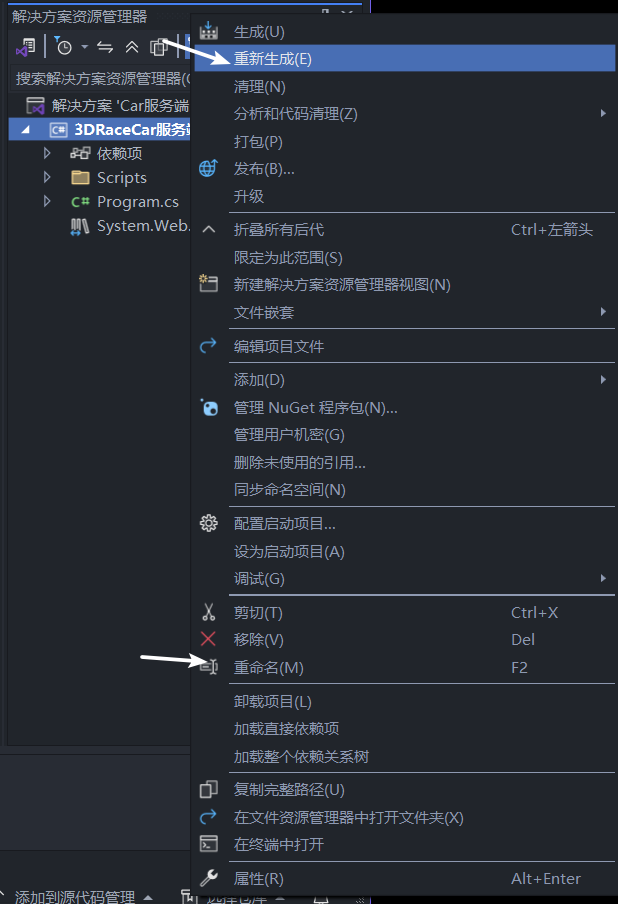 解决方案资源管理器
搜索解决方案资源管理器(C
解决方案 'Car服务端
3DRaceCar服务端
依赖项
Scripts
C# Program.cs
System.Web.
生成(U)
重新生成(E)
清理(N)
分析和代码清理(Z)
打包(P)
发布(B)...
升级
折叠所有后代 Ctrl+左箭头
限定为此范围(S)
新建解决方案资源管理器视图(N)
文件嵌套
编辑项目文件
添加(D)
管理 NuGet 程序包(N)...
管理用户机密(G)
删除未使用的引用...
同步命名空间(N)
配置启动项目...
设为启动项目(A)
调试(G)
剪切(T) Ctrl+X
移除(V) Del
重命名(M) F2
卸载项目(L)
加载直接依赖项
加载整个依赖关系树
复制完整路径(U)
在文件资源管理器中打开文件夹(X)
在终端中打开
属性(R) Alt+Enter
添加到源代码管理